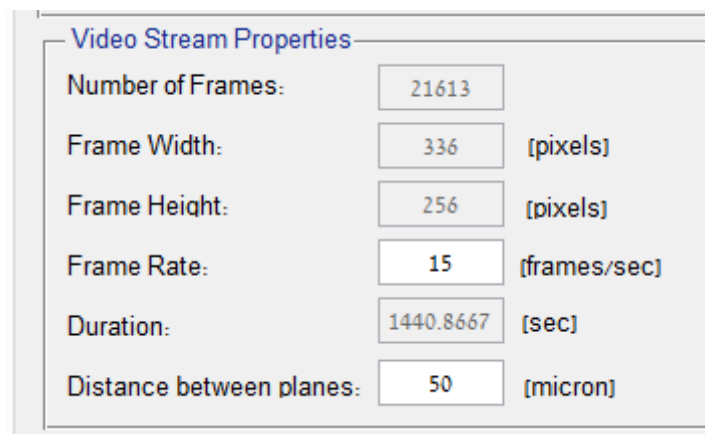 Video Stream Properties
Number of Frames: 21613
Frame Width: 336 [pixels]
Frame Height: 256 [pixels]
Frame Rate: 15 [frames/sec]
Duration: 1440.8667 [sec]
Distance between planes: 50 [micron]